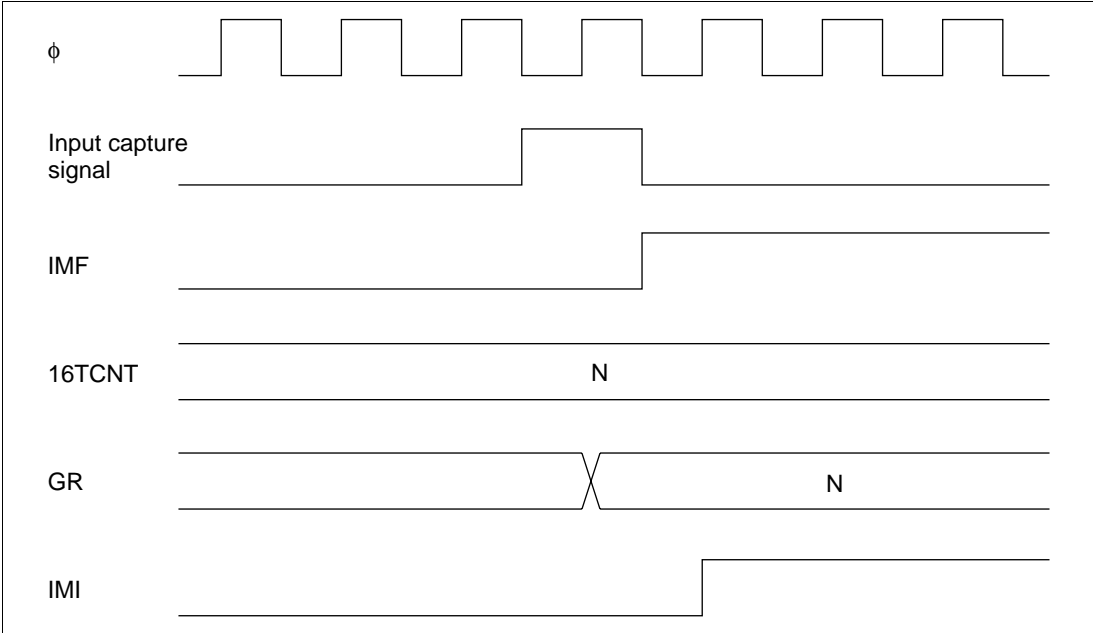 ϕ
Input capture
signal
IMF
16TCNT
N
GR
N
IMI